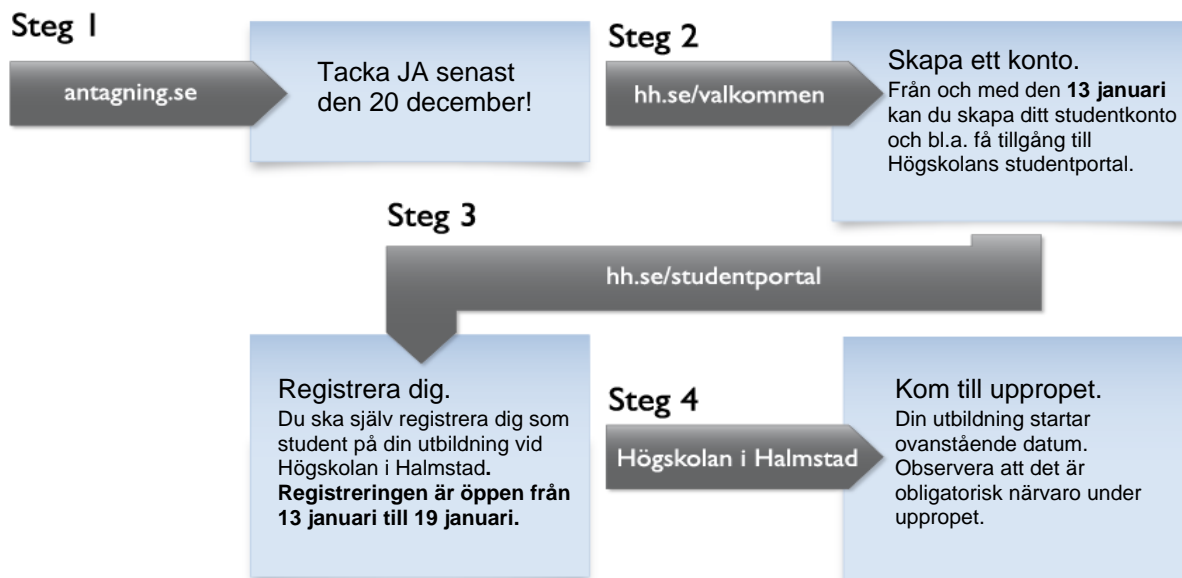 Steg 1
antagning.se
Tacka JA senast
den 20 december!
Steg 2
hh.se/valkommen
Skapa ett konto.
Från och med den 13 januari
kan du skapa ditt studentkonto
och bl.a. få tillgång till
Högskolans studentportal.
Steg 3
hh.se/studentportal
Registrera dig.
Du ska själv registrera dig som
student på din utbildning vid
Högskolan i Halmstad.
Registreringen är öppen från
13 januari till 19 januari.
Steg 4
Högskolan i Halmstad
Kom till uppropet.
Din utbildning startar
ovanstående datum.
Observera att det är
obligatorisk närvaro under
uppropet.